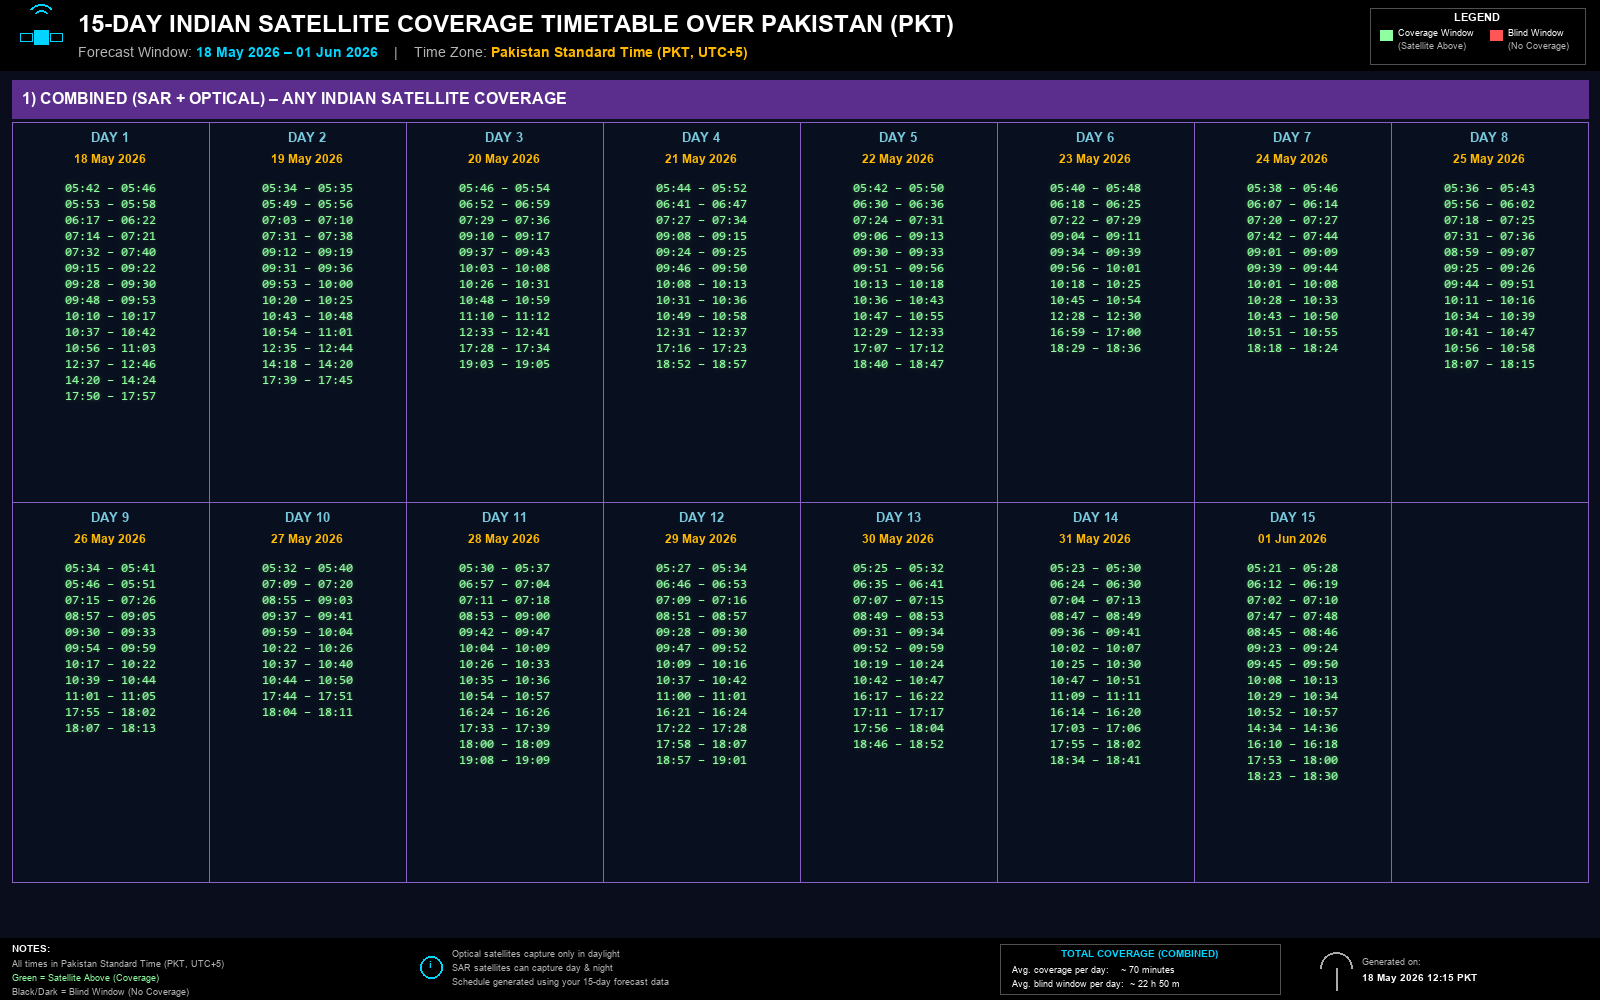 15-DAY INDIAN SATELLITE COVERAGE TIMETABLE OVER PAKISTAN (PKT)
Forecast Window: 18 May 2026 – 01 Jun 2026 | Time Zone: Pakistan Standard Time (PKT, UTC+5)
LEGEND
Coverage Window
(Satellite Above)
Blind Window
(No Coverage)
1) COMBINED (SAR + OPTICAL) – ANY INDIAN SATELLITE COVERAGE
DAY 1
18 May 2026
05:42 – 05:46
05:53 – 05:58
06:17 – 06:22
07:14 – 07:21
07:32 – 07:40
09:15 – 09:22
09:28 – 09:30
09:48 – 09:53
10:10 – 10:17
10:37 – 10:42
10:56 – 11:03
12:37 – 12:46
14:20 – 14:24
17:50 – 17:57
DAY 2
19 May 2026
05:34 – 05:35
05:49 – 05:56
07:03 – 07:10
07:31 – 07:38
09:12 – 09:19
09:31 – 09:36
09:53 – 10:00
10:20 – 10:25
10:43 – 10:48
10:54 – 11:01
12:35 – 12:44
14:18 – 14:20
17:39 – 17:45
DAY 3
20 May 2026
05:46 – 05:54
06:52 – 06:59
07:29 – 07:36
09:10 – 09:17
09:37 – 09:43
10:03 – 10:08
10:26 – 10:31
10:48 – 10:59
11:10 – 11:12
12:33 – 12:41
17:28 – 17:34
19:03 – 19:05
DAY 4
21 May 2026
05:44 – 05:52
06:41 – 06:47
07:27 – 07:34
09:08 – 09:15
09:24 – 09:25
09:46 – 09:50
10:08 – 10:13
10:31 – 10:36
10:49 – 10:58
12:31 – 12:37
17:16 – 17:23
18:52 – 18:57
DAY 5
22 May 2026
05:42 – 05:50
06:30 – 06:36
07:24 – 07:31
09:06 – 09:13
09:30 – 09:33
09:51 – 09:56
10:13 – 10:18
10:36 – 10:43
10:47 – 10:55
12:29 – 12:33
17:07 – 17:12
18:40 – 18:47
DAY 6
23 May 2026
05:40 – 05:48
06:18 – 06:25
07:22 – 07:29
09:04 – 09:11
09:34 – 09:39
09:56 – 10:01
10:18 – 10:25
10:45 – 10:54
12:28 – 12:30
16:59 – 17:00
18:29 – 18:36
DAY 7
24 May 2026
05:38 – 05:46
06:07 – 06:14
07:20 – 07:27
07:42 – 07:44
09:01 – 09:09
09:39 – 09:44
10:01 – 10:08
10:28 – 10:33
10:43 – 10:50
10:51 – 10:55
18:18 – 18:24
DAY 8
25 May 2026
05:36 – 05:43
05:56 – 06:02
07:18 – 07:25
07:31 – 07:36
08:59 – 09:07
09:25 – 09:26
09:44 – 09:51
10:11 – 10:16
10:34 – 10:39
10:41 – 10:47
10:56 – 10:58
18:07 – 18:15
DAY 9
26 May 2026
05:34 – 05:41
05:46 – 05:51
07:15 – 07:26
08:57 – 09:05
09:30 – 09:33
09:54 – 09:59
10:17 – 10:22
10:39 – 10:44
11:01 – 11:05
17:55 – 18:02
18:07 – 18:13
DAY 10
27 May 2026
05:32 – 05:40
07:09 – 07:20
08:55 – 09:03
09:37 – 09:41
09:59 – 10:04
10:22 – 10:26
10:37 – 10:40
10:44 – 10:50
17:44 – 17:51
18:04 – 18:11
DAY 11
28 May 2026
05:30 – 05:37
06:57 – 07:04
07:11 – 07:18
08:53 – 09:00
09:42 – 09:47
10:04 – 10:09
10:26 – 10:33
10:35 – 10:36
10:54 – 10:57
16:24 – 16:26
17:33 – 17:39
18:00 – 18:09
19:08 – 19:09
DAY 12
29 May 2026
05:27 – 05:34
06:46 – 06:53
07:09 – 07:16
08:51 – 08:57
09:28 – 09:30
09:47 – 09:52
10:09 – 10:16
10:37 – 10:42
11:00 – 11:01
16:21 – 16:24
17:22 – 17:28
17:58 – 18:07
18:57 – 19:01
DAY 13
30 May 2026
05:25 – 05:32
06:35 – 06:41
07:07 – 07:15
08:49 – 08:53
09:31 – 09:34
09:52 – 09:59
10:19 – 10:24
10:42 – 10:47
16:17 – 16:22
17:11 – 17:17
17:56 – 18:04
18:46 – 18:52
DAY 14
31 May 2026
05:23 – 05:30
06:24 – 06:30
07:04 – 07:13
08:47 – 08:49
09:36 – 09:41
10:02 – 10:07
10:25 – 10:30
10:47 – 10:51
11:09 – 11:11
16:14 – 16:20
17:03 – 17:06
17:55 – 18:02
18:34 – 18:41
DAY 15
01 Jun 2026
05:21 – 05:28
06:12 – 06:19
07:02 – 07:10
07:47 – 07:48
08:45 – 08:46
09:23 – 09:24
09:45 – 09:50
10:08 – 10:13
10:29 – 10:34
10:52 – 10:57
14:34 – 14:36
16:10 – 16:18
17:53 – 18:00
18:23 – 18:30
NOTES:
All times in Pakistan Standard Time (PKT, UTC+5)
Green = Satellite Above (Coverage)
Black/Dark = Blind Window (No Coverage)
i
Optical satellites capture only in daylight
SAR satellites can capture day & night
Schedule generated using your 15-day forecast data
TOTAL COVERAGE (COMBINED)
Avg. coverage per day: ~ 70 minutes
Avg. blind window per day: ~ 22 h 50 m
Generated on:
18 May 2026 12:15 PKT